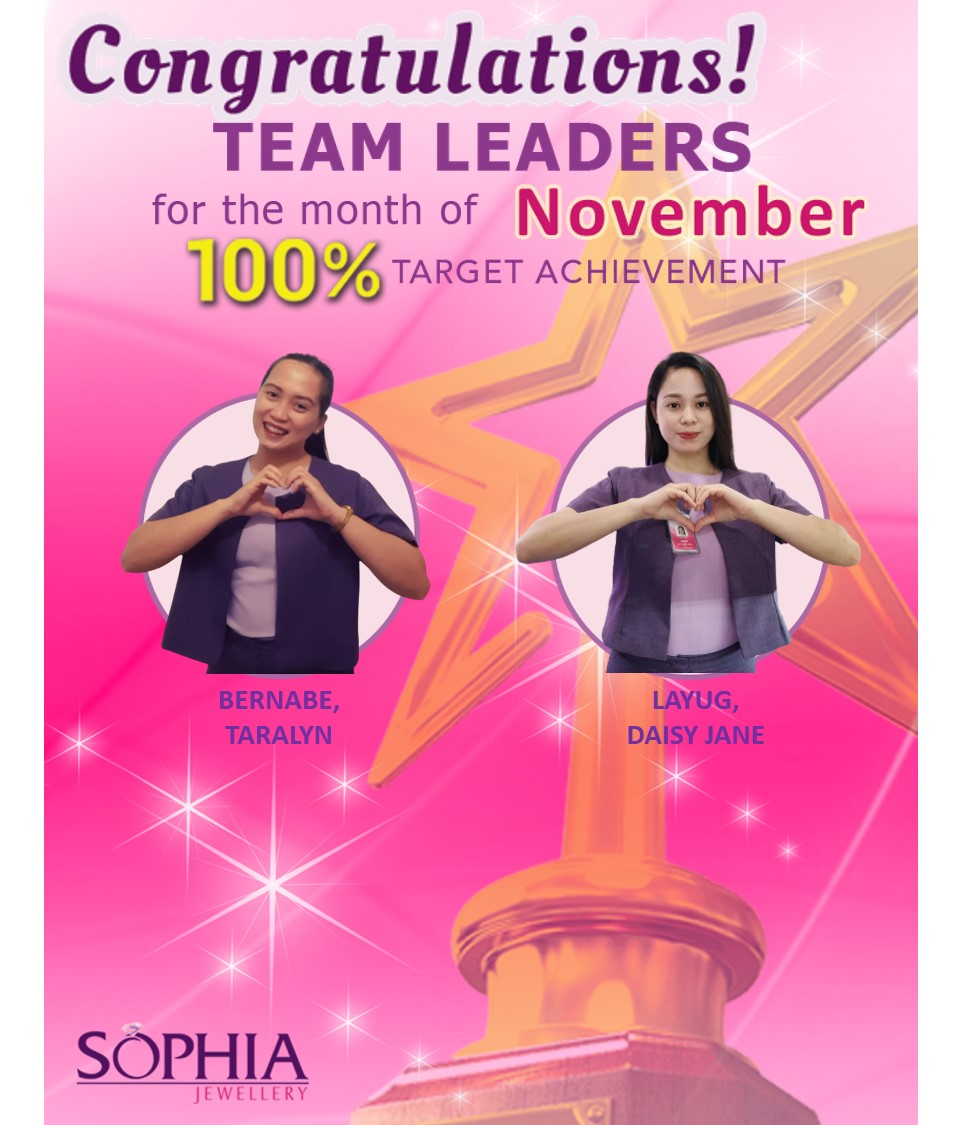 Congratulations!
TEAM LEADERS
for the month of November
100% TARGET ACHIEVEMENT
BERNABE,
TARALYN
LAYUG,
DAISY JANE
SOPHIA
JEWELLERY